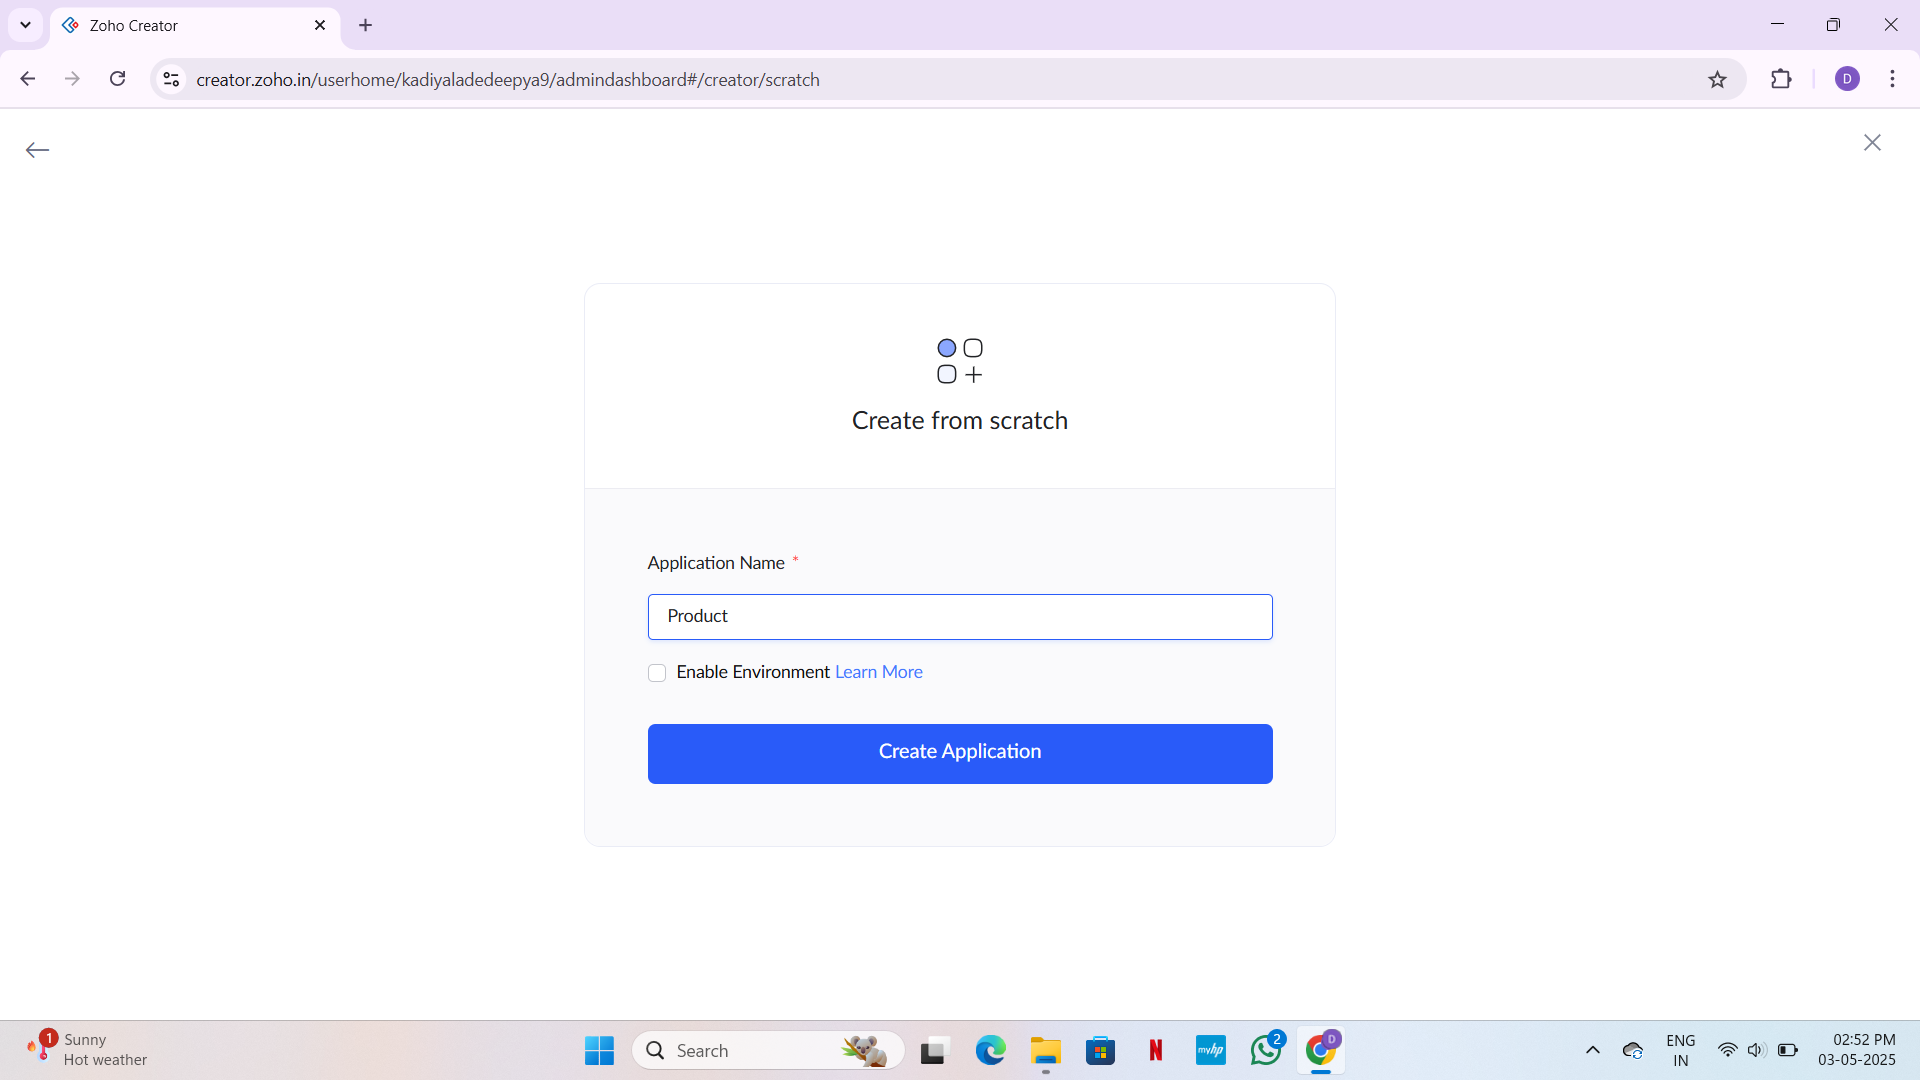 Zoho Creator
creator.zoho.in/userhome/kadiyaladedeepya9/admindashboard#/creator/scratch
D
Create from scratch
Application Name *
Product
Enable Environment Learn More
Create Application
1
Sunny
Hot weather
Search
N
myhp
2
D
ENG
IN
02:52 PM
03-05-2025